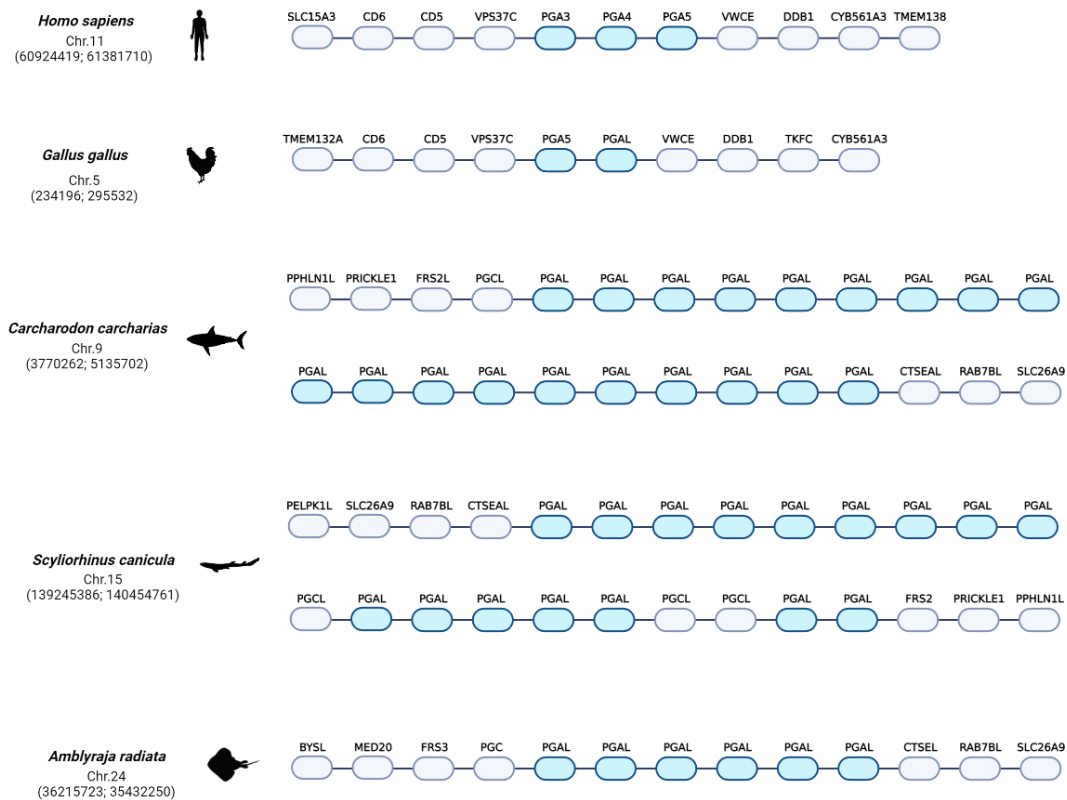 Homo sapiens
Chr.11
(60924419; 61381710)
SLC15A3 CD6 CD5 VPS37C PGA3 PGA4 PGA5 VWCE DDB1 CYB561A3 TMEM138
Gallus gallus
Chr.5
(234196; 295532)
TMEM132A CD6 CD5 VPS37C PGA5 PGAL VWCE DDB1 TKFC CYB561A3
Carcharodon carcharias
Chr.9
(3770262; 5135702)
PPHLN1L PRICKLE1 FRS2L PGCL PGAL PGAL PGAL PGAL PGAL PGAL PGAL PGAL PGAL
PGAL PGAL PGAL PGAL PGAL PGAL PGAL PGAL PGAL PGAL CTSEAL RAB7BL SLC26A9
Scyliorhinus canicula
Chr.15
(139245386; 140454761)
PELPK1L SLC26A9 RAB7BL CTSEAL PGAL PGAL PGAL PGAL PGAL PGAL PGAL PGAL PGAL
PGCL PGAL PGAL PGAL PGAL PGAL PGCL PGCL PGAL PGAL FRS2 PRICKLE1 PPHLN1L
Amblyraja radiata
Chr.24
(36215723; 35432250)
BYSL MED20 FRS3 PGC PGAL PGAL PGAL PGAL PGAL PGAL CTSEL RAB7BL SLC26A9